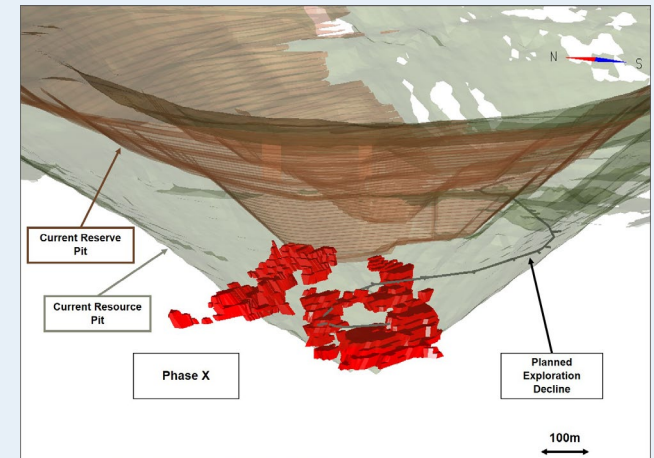 N
S
Current Reserve
Pit
Current Resource
Pit
Phase X
Planned
Exploration
Decline
100m